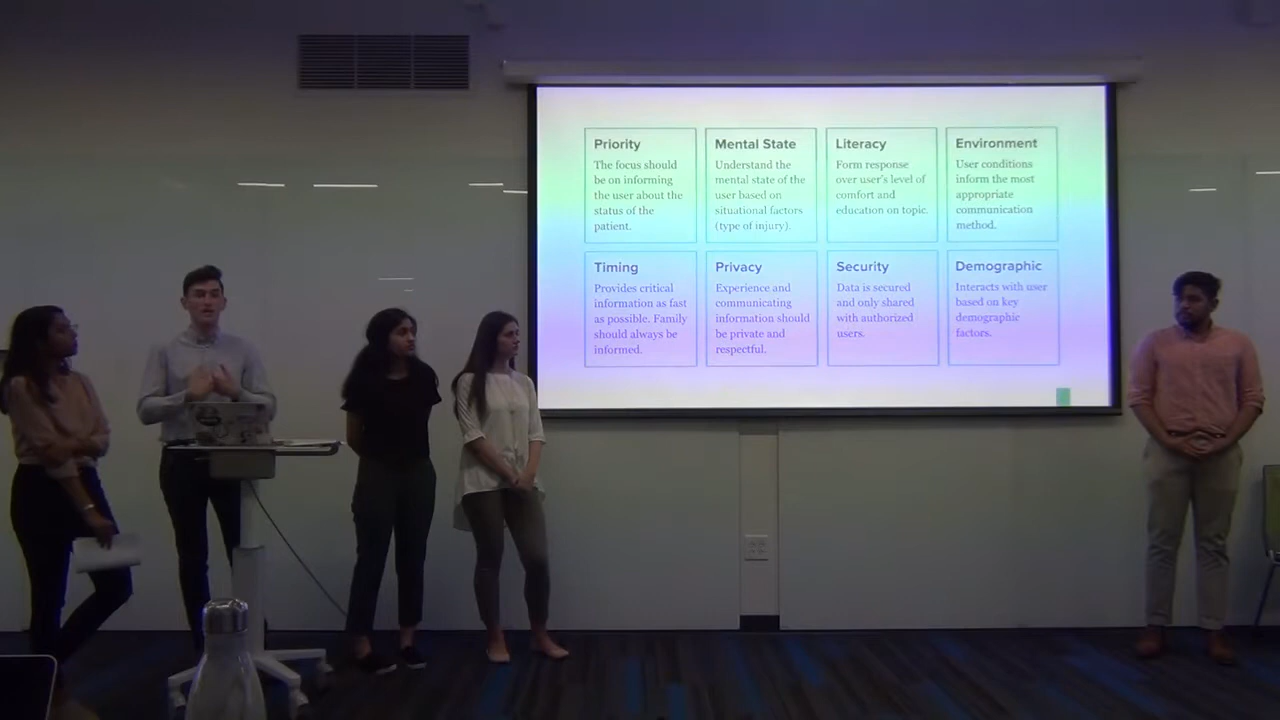 Priority
The focus should
be on informing
the user about the
status of the
patient.
Mental State
Understand the
mental state of the
user based on
situational factors
(type of injury).
Literacy
Form response
over user's level of
comfort and
education on topic.
Environment
User conditions
inform the most
appropriate
communication
method.
Timing
Provides critical
information as fast
as possible. Family
should always be
informed.
Privacy
Experience and
communicating
information should
be private and
respectful.
Security
Data is secured
and only shared
with authorized
users.
Demographic
Interacts with user
based on key
demographic
factors.